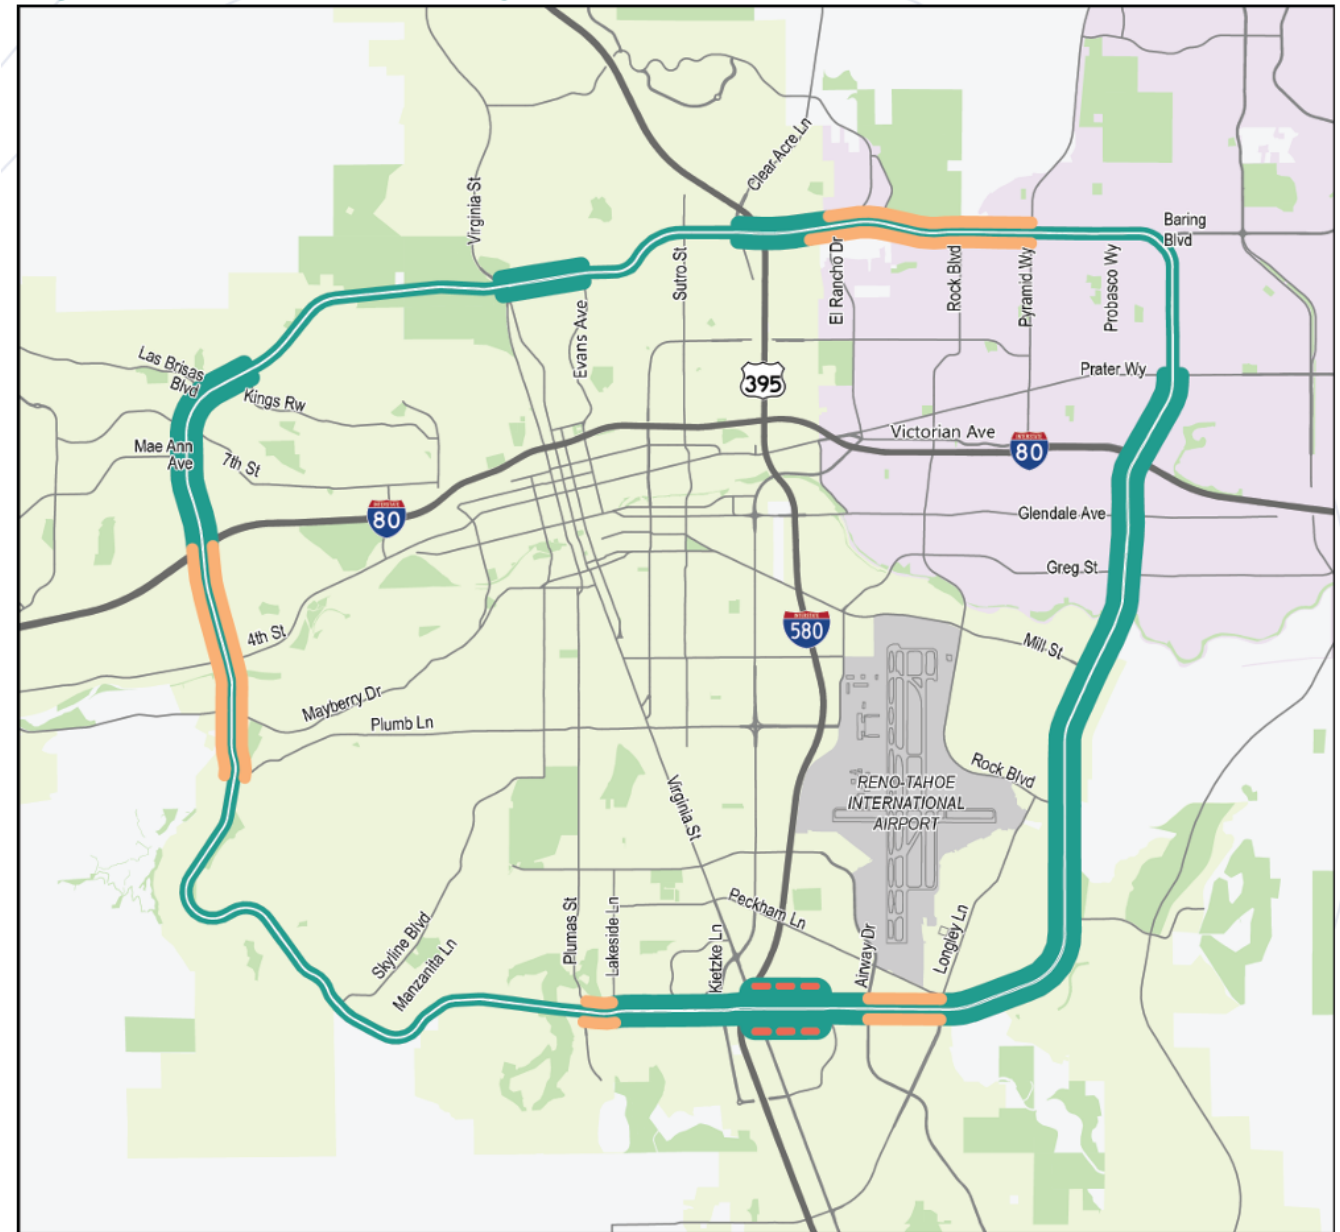 Clear Acre Ln
Virginia St
Baring
Blvd
Sutro St
El Rancho Dr
Rock Blvd
Pyramid Wy
Probasco Wy
Evans Ave
Las Brisas
Blvd
Kings Rw
395
Prater Wy
Mae Ann
Ave
7th St
Victorian Ave
INTERSTATE
80
INTERSTATE
80
Glendale Ave
Greg St
INTERSTATE
580
4th St
Mill St
Mayberry Dr
Plumb Ln
Rock Blvd
RENO-TAHOE
INTERNATIONAL
AIRPORT
Virginia St
Peckham Ln
Plumas St
Lakeside Ln
Kietzke Ln
Airway Dr
Longley Ln
Skyline Blvd
Manzanita Ln